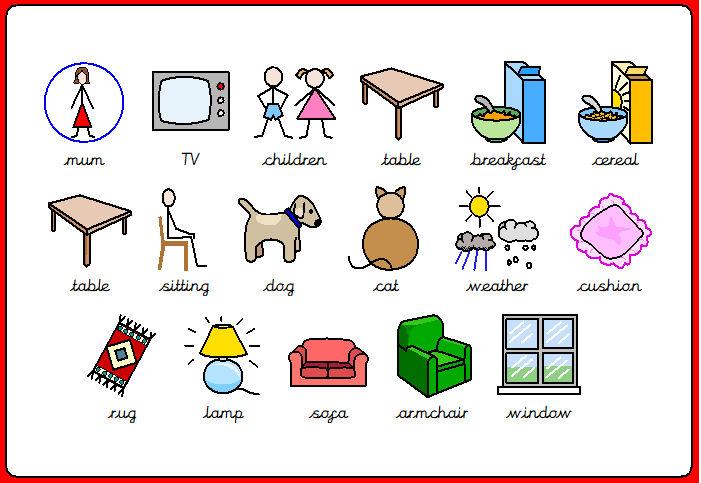 mum TV children table breakfast cereal
table sitting dog cat weather cushion
rug lamp sofa armchair window